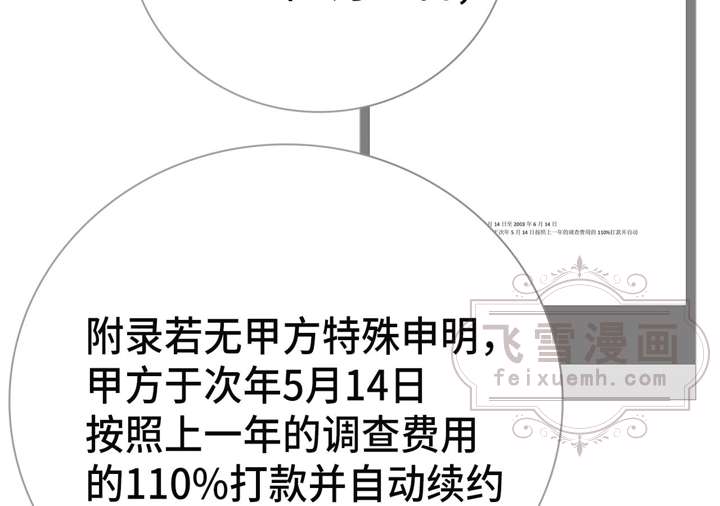 月 14 日至 2003 年 6 月 14 日
次年 5 月 14 日按照上一年的调查费用的 110%打款并自动
飞雪漫画
feixuemh.com
附录若无甲方特殊申明，
甲方于次年5月14日
按照上一年的调查费用
的110%打款并自动续约